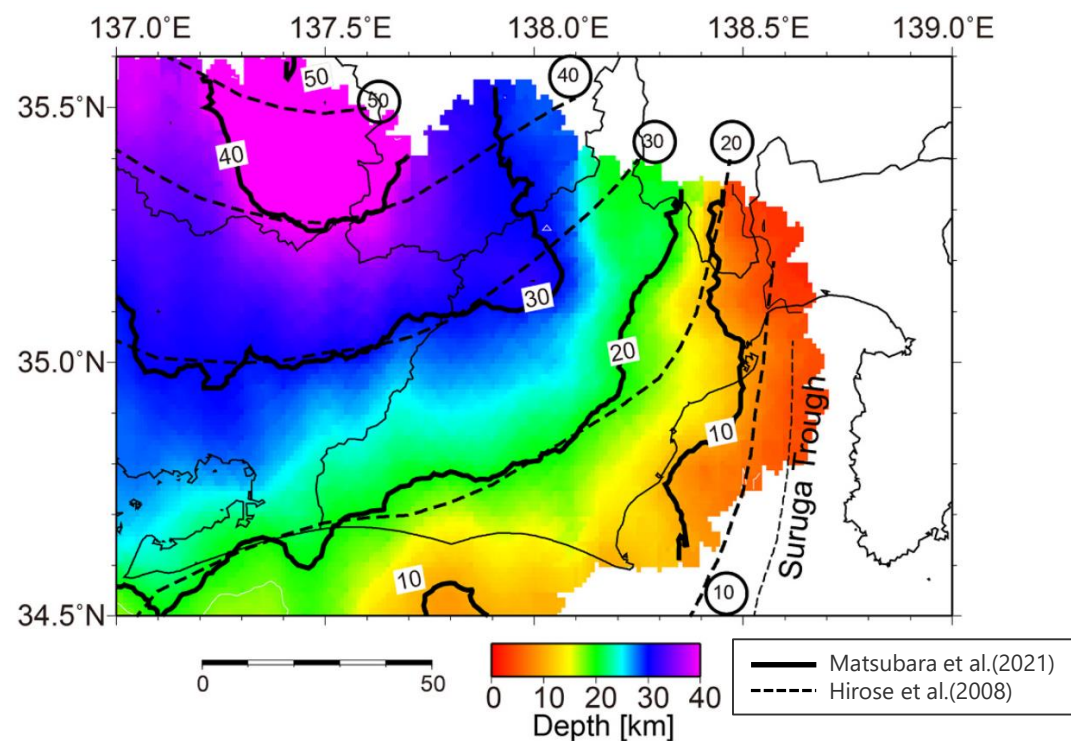 137.0°E 137.5° 138.0° 138.5° 139.0°
50
40
50
35.5°N
30
20
40
30
20
35.0°N
10
Suruga Trough
10
10
34.5°N
0 50
0 10 20 30 40
Depth [km]
Matsubara et al.(2021)
Hirose et al.(2008)